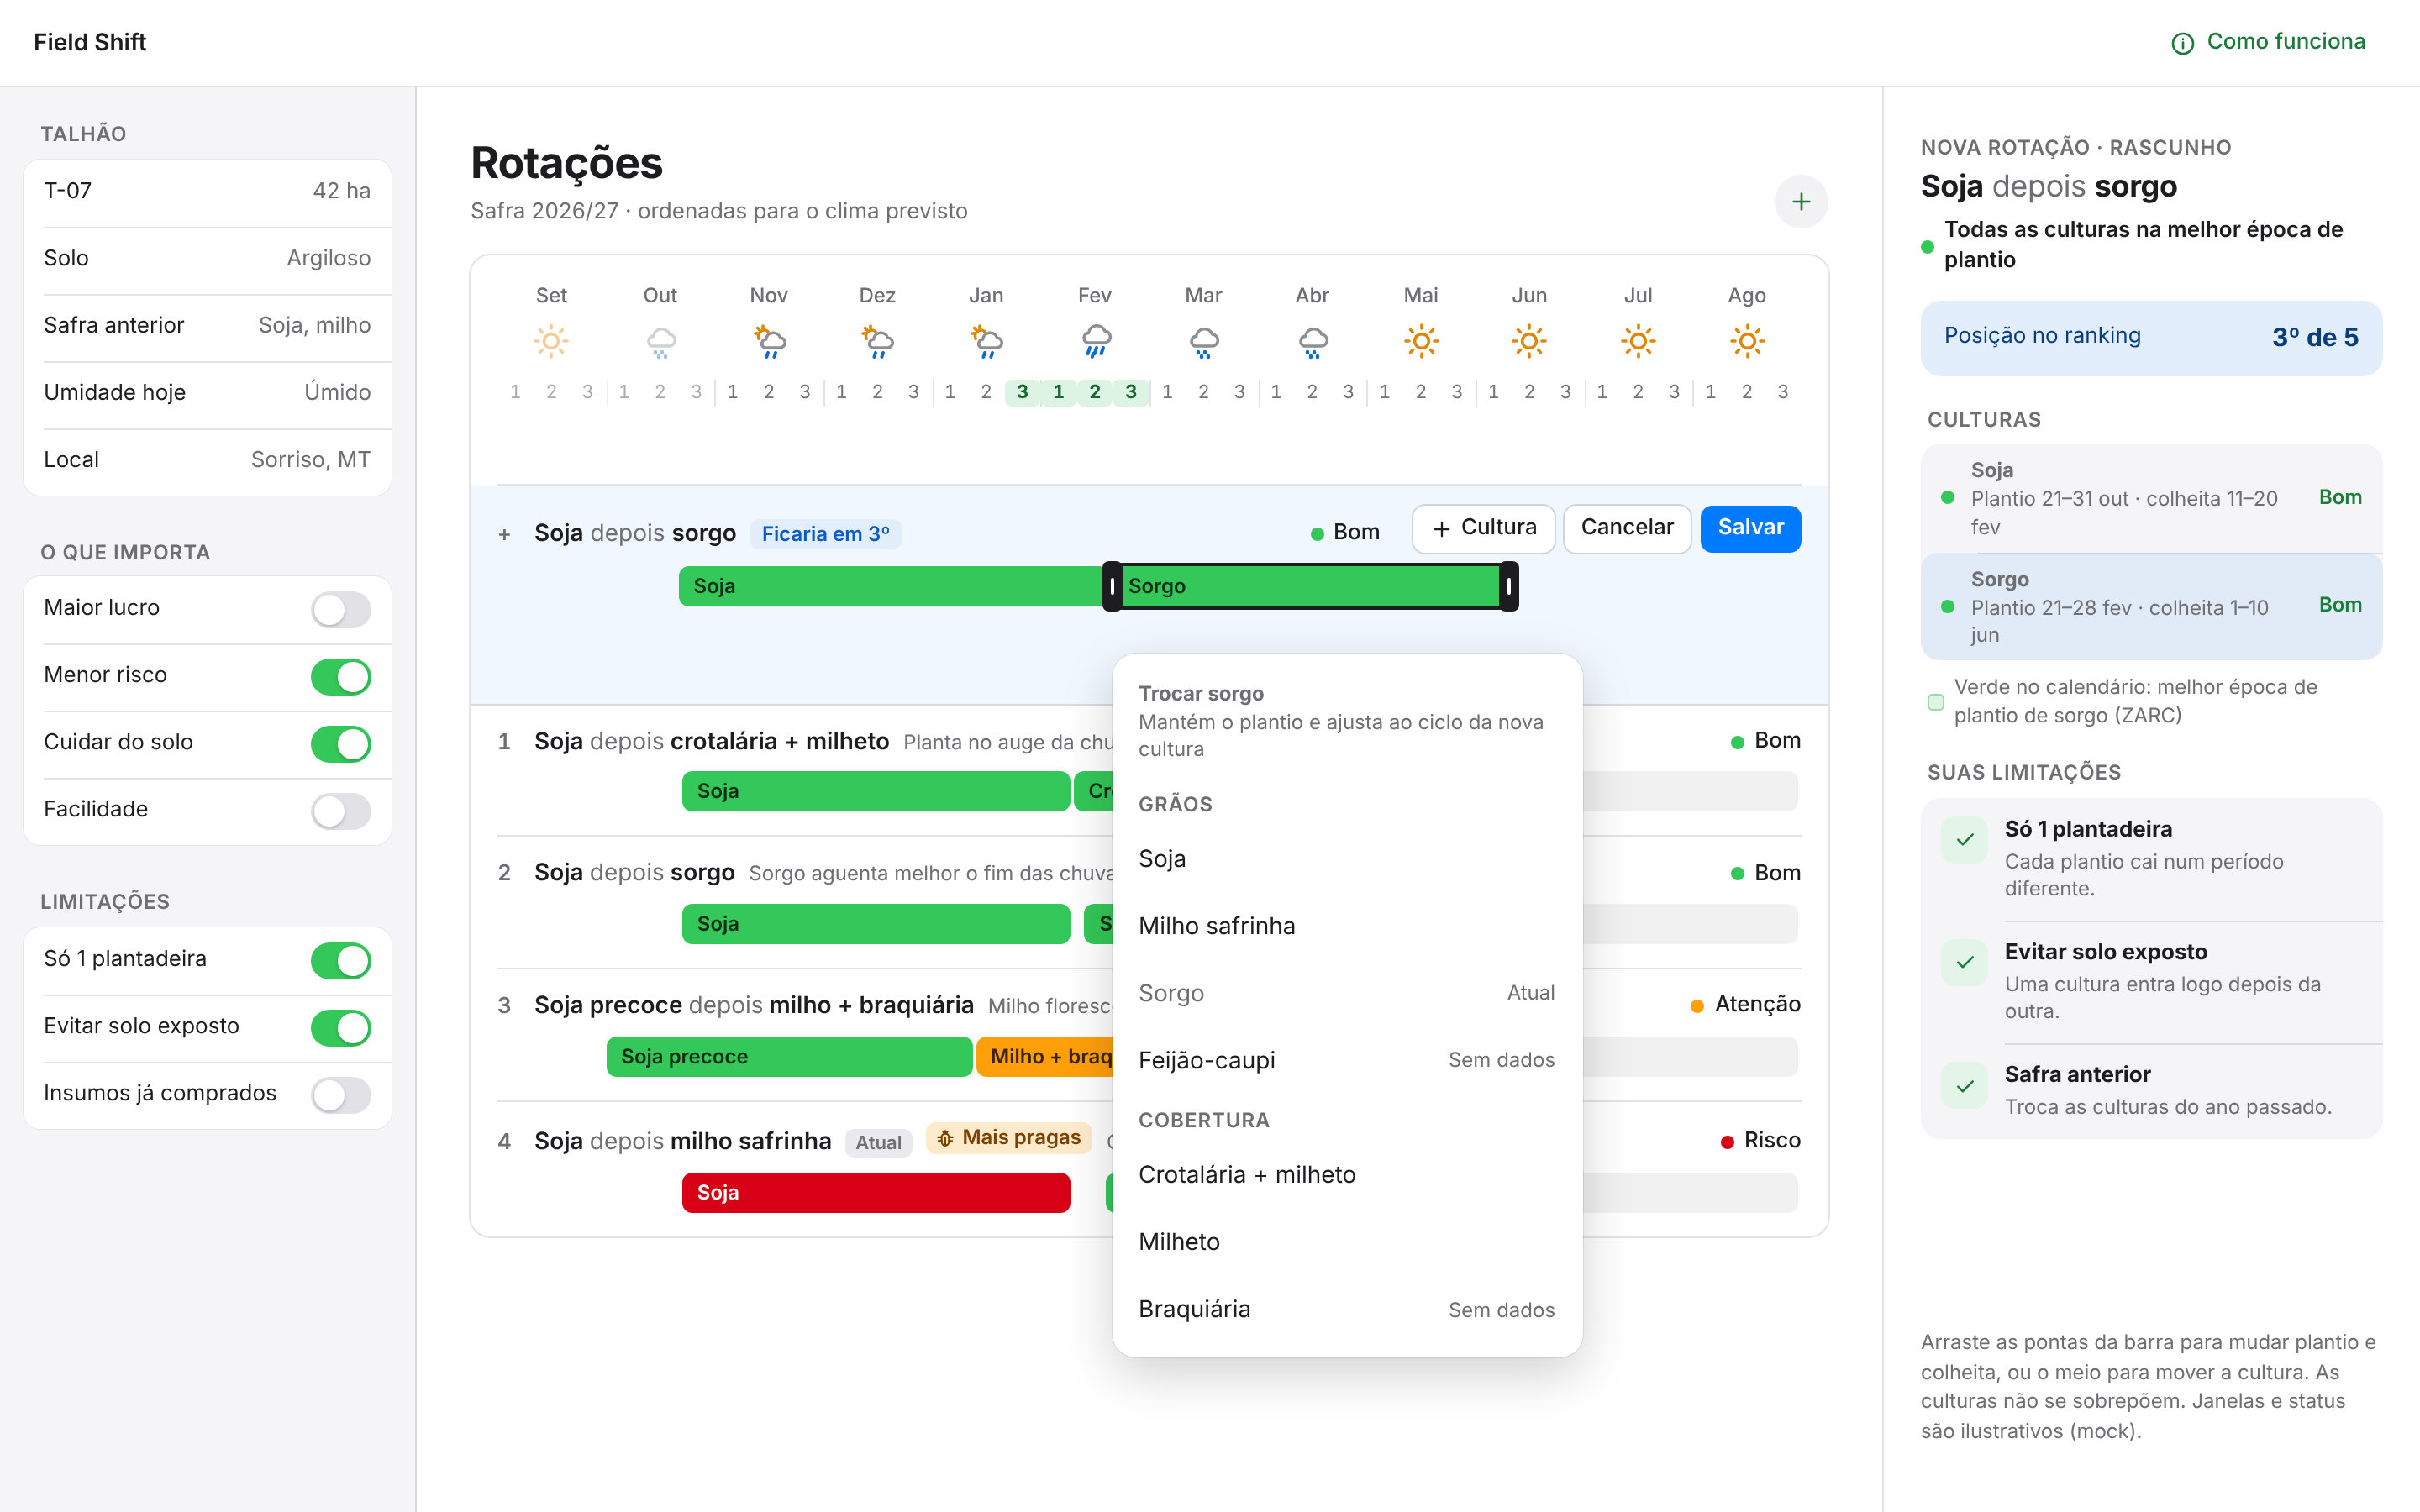 Field Shift
Como funciona
TALHÃO
T-07 42 ha
Solo Argiloso
Safra anterior Soja, milho
Umidade hoje Úmido
Local Sorriso, MT
O QUE IMPORTA
Maior lucro
Menor risco
Cuidar do solo
Facilidade
LIMITAÇÕES
Só 1 plantadeira
Evitar solo exposto
Insumos já comprados
Rotações
Safra 2026/27 · ordenadas para o clima previsto
+
Set Out Nov Dez Jan Fev Mar Abr Mai Jun Jul Ago
1 2 3 1 2 3 1 2 3 1 2 3 1 2 3 1 2 3 1 2 3 1 2 3 1 2 3 1 2 3 1 2 3 1 2 3
+ Soja depois sorgo Ficaria em 3º Bom + Cultura Cancelar Salvar
Soja Sorgo
1 Soja depois crotalária + milheto Planta no auge da Bom
Soja
2 Soja depois sorgo Sorgo aguenta melhor o fim das Bom
Soja
3 Soja precoce depois milho + braquiária Milho Atenção
Soja precoce Milho +
4 Soja depois milho safrinha Atual Mais pragas Risco
Soja
Trocar sorgo
Mantém o plantio e ajusta ao ciclo da nova
cultura
GRÃOS
Soja
Milho safrinha
Sorgo Atual
Feijão-caupi Sem dados
COBERTURA
Crotalária + milheto
Milheto
Braquiária Sem dados
NOVA ROTAÇÃO · RASCUNHO
Soja depois sorgo
Todas as culturas na melhor época de
plantio
Posição no ranking 3º de 5
CULTURAS
Soja
Plantio 21–31 out · colheita 11–20
fev
Bom
Sorgo
Plantio 21–28 fev · colheita 1–10
jun
Bom
Verde no calendário: melhor época de
plantio de sorgo (ZARC)
SUAS LIMITAÇÕES
Só 1 plantadeira
Cada plantio cai num período
diferente.
Evitar solo exposto
Uma cultura entra logo depois da
outra.
Safra anterior
Troca as culturas do ano passado.
Arraste as pontas da barra para mudar plantio e
colheita, ou o meio para mover a cultura. As
culturas não se sobrepõem. Janelas e status
são ilustrativos (mock).